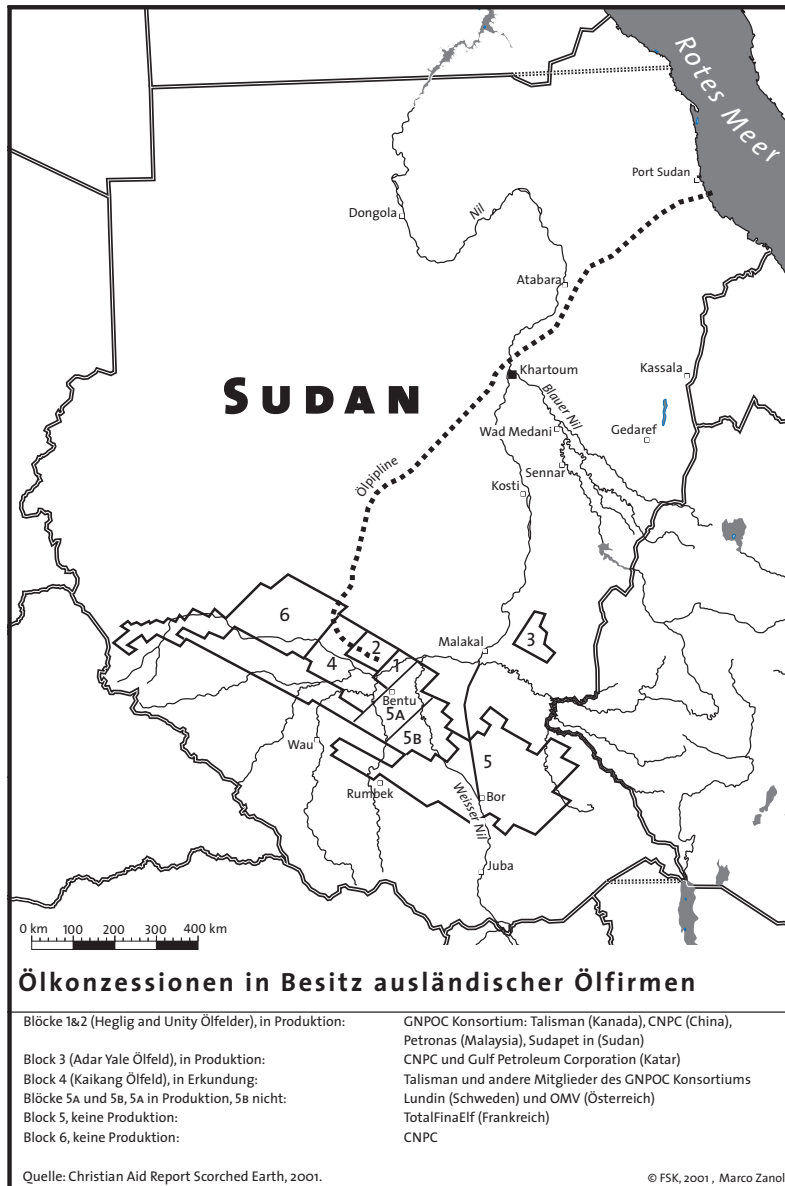 Rotes Meer
Port Sudan
Dongola
Nil
Atabara
Khartoum
Kassala
SUDAN
Blauer Nil
Wad Medani
Gedaref
Sennar
Ölpipline
Kosti
6
3
2
Malakal
4
1
Bentu
5A
5B
Wau
5
Rumbek
Weisser Nil
Bor
Juba
0 km 100 200 300 400 km
Ölkonzessionen in Besitz ausländischer Ölfirmen
Blöcke 1&2 (Heglig and Unity Ölfelder), in Produktion: GNPOC Konsortium: Talisman (Kanada), CNPC (China),
Petronas (Malaysia), Sudapet in (Sudan)
Block 3 (Adar Yale Ölfeld), in Produktion: CNPC und Gulf Petroleum Corporation (Katar)
Block 4 (Kaikang Ölfeld), in Erkundung: Talisman und andere Mitglieder des GNPOC Konsortiums
Blöcke 5A und 5B, 5A in Produktion, 5B nicht: Lundin (Schweden) und OMV (Österreich)
Block 5, keine Produktion: TotalFinaElf (Frankreich)
Block 6, keine Produktion: CNPC
Quelle: Christian Aid Report Scorched Earth, 2001. © FSK, 2001 , Marco Zanol